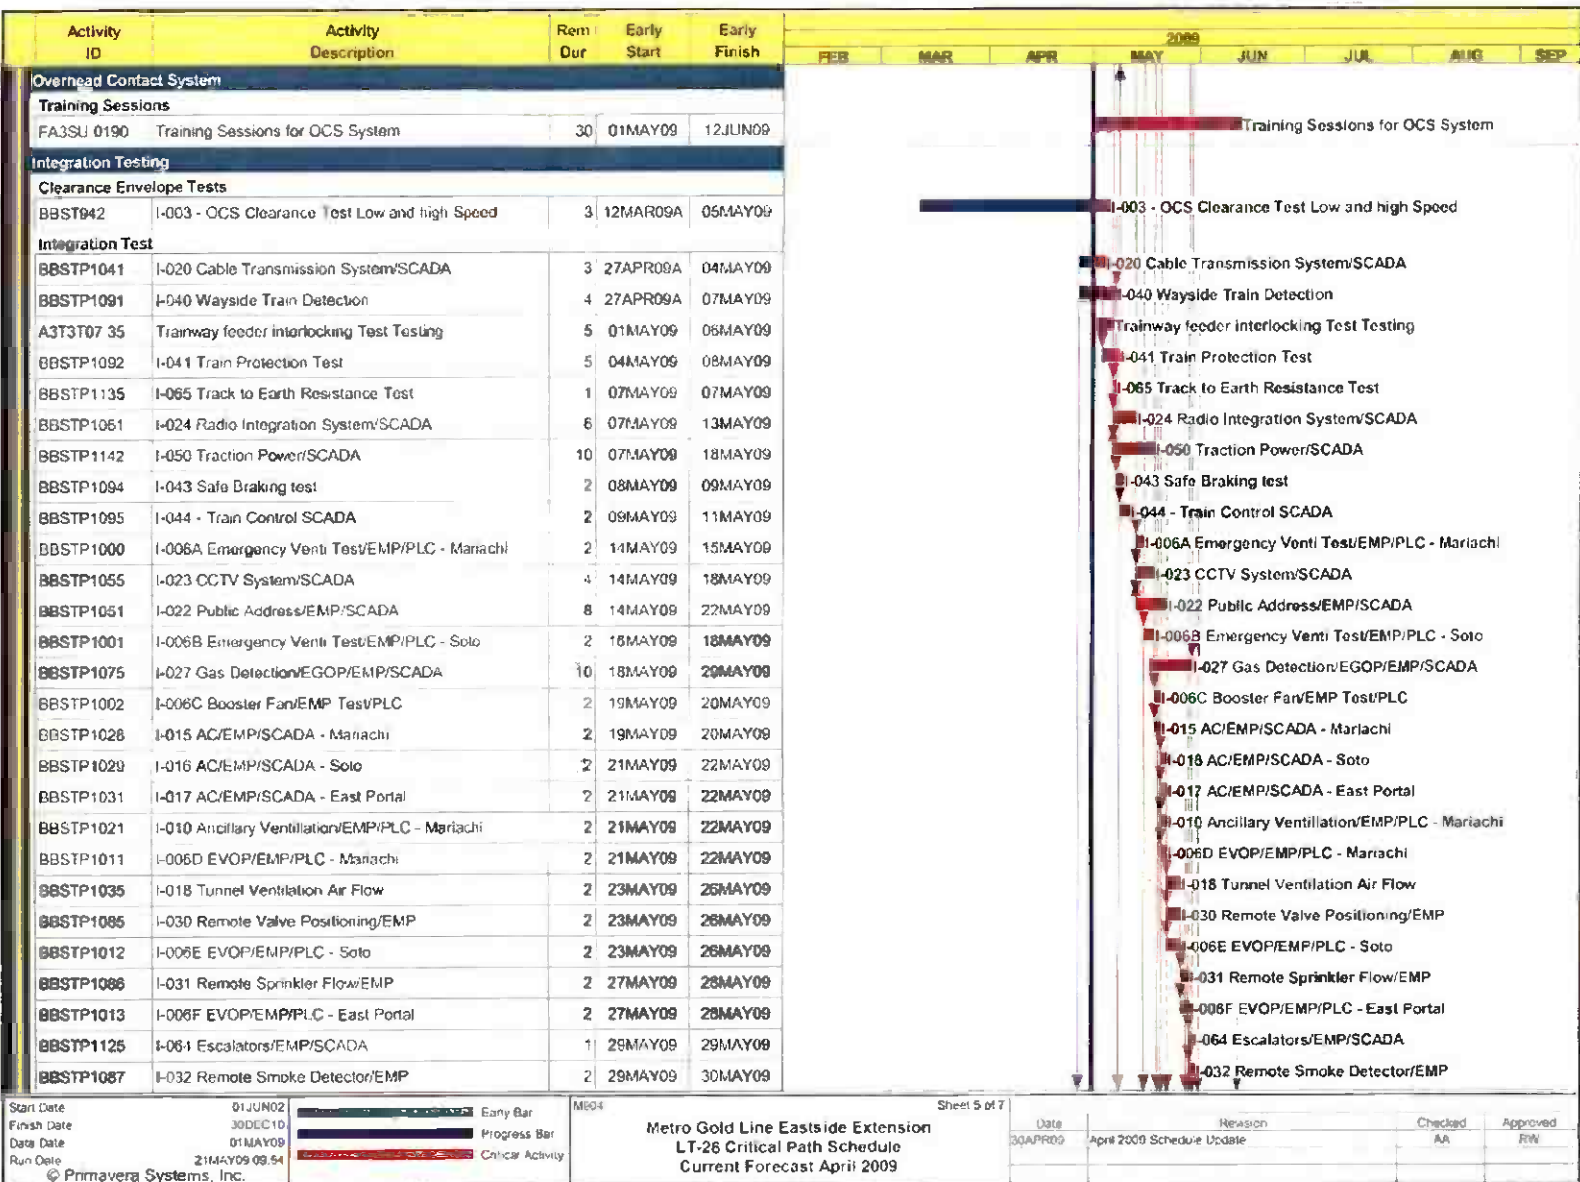 Activity ID Activity Description Rem Dur Early Start Early Finish
2009
FEB MAR APR MAY JUN JUL AUG SEP
Overhead Contact System
Training Sessions
FA3SU 0190 Training Sessions for OCS System 30 01MAY09 12JUN09 Training Sessions for OCS System
Integration Testing
Clearance Envelope Tests
BBST942 I-003 - OCS Clearance Test Low and high Speed 3 12MAR09A 05MAY09 I-003 - OCS Clearance Test Low and high Speed
Integration Test
BBSTP1041 I-020 Cable Transmission System/SCADA 3 27APR09A 04MAY09 I-020 Cable Transmission System/SCADA
BBSTP1091 I-040 Wayside Train Detection 4 27APR09A 07MAY09 I-040 Wayside Train Detection
A3T3T07 35 Trainway feeder interlocking Test Testing 5 01MAY09 06MAY09 Trainway feeder interlocking Test Testing
BBSTP1092 I-041 Train Protection Test 5 04MAY09 08MAY09 I-041 Train Protection Test
BBSTP1135 I-065 Track to Earth Resistance Test 1 07MAY09 07MAY09 I-065 Track to Earth Resistance Test
BBSTP1061 I-024 Radio Integration System/SCADA 6 07MAY09 13MAY09 I-024 Radio Integration System/SCADA
BBSTP1142 I-050 Traction Power/SCADA 10 07MAY09 18MAY09 I-050 Traction Power/SCADA
BBSTP1094 I-043 Safe Braking test 2 08MAY09 09MAY09 I-043 Safe Braking test
BBSTP1095 I-044 - Train Control SCADA 2 09MAY09 11MAY09 I-044 - Train Control SCADA
BBSTP1000 I-006A Emergency Venti Test/EMP/PLC - Mariachi 2 14MAY09 15MAY09 I-006A Emergency Venti Test/EMP/PLC - Mariachi
BBSTP1055 I-023 CCTV System/SCADA 4 14MAY09 18MAY09 I-023 CCTV System/SCADA
BBSTP1051 I-022 Public Address/EMP/SCADA 8 14MAY09 22MAY09 I-022 Public Address/EMP/SCADA
BBSTP1001 I-006B Emergency Venti Test/EMP/PLC - Soto 2 16MAY09 18MAY09 I-006B Emergency Venti Test/EMP/PLC - Soto
BBSTP1075 I-027 Gas Detection/EGOP/EMP/SCADA 10 18MAY09 29MAY09 I-027 Gas Detection/EGOP/EMP/SCADA
BBSTP1002 I-006C Booster Fan/EMP Test/PLC 2 19MAY09 20MAY09 I-006C Booster Fan/EMP Test/PLC
BBSTP1028 I-015 AC/EMP/SCADA - Mariachi 2 19MAY09 20MAY09 I-015 AC/EMP/SCADA - Mariachi
BBSTP1029 I-016 AC/EMP/SCADA - Soto 2 21MAY09 22MAY09 I-016 AC/EMP/SCADA - Soto
BBSTP1031 I-017 AC/EMP/SCADA - East Portal 2 21MAY09 22MAY09 I-017 AC/EMP/SCADA - East Portal
BBSTP1021 I-010 Ancillary Ventillation/EMP/PLC - Mariachi 2 21MAY09 22MAY09 I-010 Ancillary Ventillation/EMP/PLC - Mariachi
BBSTP1011 I-006D EVOP/EMP/PLC - Mariachi 2 21MAY09 22MAY09 I-006D EVOP/EMP/PLC - Mariachi
BBSTP1035 I-018 Tunnel Ventilation Air Flow 2 23MAY09 26MAY09 I-018 Tunnel Ventilation Air Flow
BBSTP1085 I-030 Remote Valve Positioning/EMP 2 23MAY09 26MAY09 I-030 Remote Valve Positioning/EMP
BBSTP1012 I-006E EVOP/EMP/PLC - Soto 2 23MAY09 26MAY09 I-006E EVOP/EMP/PLC - Soto
BBSTP1086 I-031 Remote Sprinkler Flow/EMP 2 27MAY09 28MAY09 I-031 Remote Sprinkler Flow/EMP
BBSTP1013 I-006F EVOP/EMP/PLC - East Portal 2 27MAY09 28MAY09 I-006F EVOP/EMP/PLC - East Portal
BBSTP1125 I-064 Escalators/EMP/SCADA 1 29MAY09 29MAY09 I-064 Escalators/EMP/SCADA
BBSTP1087 I-032 Remote Smoke Detector/EMP 2 29MAY09 30MAY09 I-032 Remote Smoke Detector/EMP
Start Date 01JUN02
Finish Date 30DEC10
Data Date 01MAY09
Run Date 21MAY09 09:54
© Primavera Systems, Inc.
Early Bar
Progress Bar
Critical Activity
M904 Sheet 5 of 7
Metro Gold Line Eastside Extension
LT-26 Critical Path Schedule
Current Forecast April 2009
Date Revision Checked Approved
30APR09 April 2009 Schedule Update AA RW